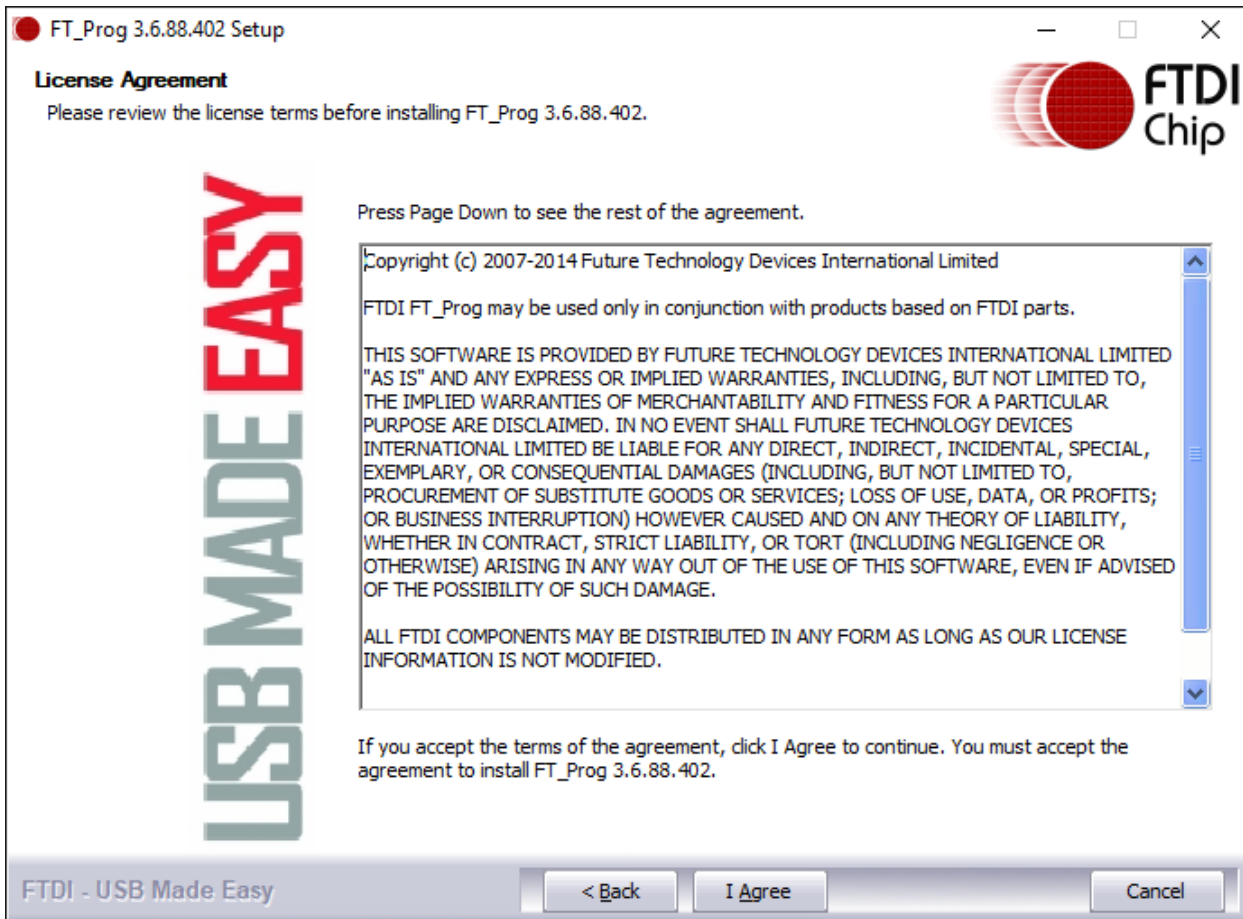 FT_Prog 3.6.88.402 Setup
License Agreement
Please review the license terms before installing FT_Prog 3.6.88.402.
FTDI
Chip
USB MADE EASY
Press Page Down to see the rest of the agreement.
Copyright (c) 2007-2014 Future Technology Devices International Limited
FTDI FT_Prog may be used only in conjunction with products based on FTDI parts.
THIS SOFTWARE IS PROVIDED BY FUTURE TECHNOLOGY DEVICES INTERNATIONAL LIMITED
"AS IS" AND ANY EXPRESS OR IMPLIED WARRANTIES, INCLUDING, BUT NOT LIMITED TO,
THE IMPLIED WARRANTIES OF MERCHANTABILITY AND FITNESS FOR A PARTICULAR
PURPOSE ARE DISCLAIMED. IN NO EVENT SHALL FUTURE TECHNOLOGY DEVICES
INTERNATIONAL LIMITED BE LIABLE FOR ANY DIRECT, INDIRECT, INCIDENTAL, SPECIAL,
EXEMPLARY, OR CONSEQUENTIAL DAMAGES (INCLUDING, BUT NOT LIMITED TO,
PROCUREMENT OF SUBSTITUTE GOODS OR SERVICES; LOSS OF USE, DATA, OR PROFITS;
OR BUSINESS INTERRUPTION) HOWEVER CAUSED AND ON ANY THEORY OF LIABILITY,
WHETHER IN CONTRACT, STRICT LIABILITY, OR TORT (INCLUDING NEGLIGENCE OR
OTHERWISE) ARISING IN ANY WAY OUT OF THE USE OF THIS SOFTWARE, EVEN IF ADVISED
OF THE POSSIBILITY OF SUCH DAMAGE.
ALL FTDI COMPONENTS MAY BE DISTRIBUTED IN ANY FORM AS LONG AS OUR LICENSE
INFORMATION IS NOT MODIFIED.
If you accept the terms of the agreement, click I Agree to continue. You must accept the
agreement to install FT_Prog 3.6.88.402.
FTDI - USB Made Easy
< Back
I Agree
Cancel